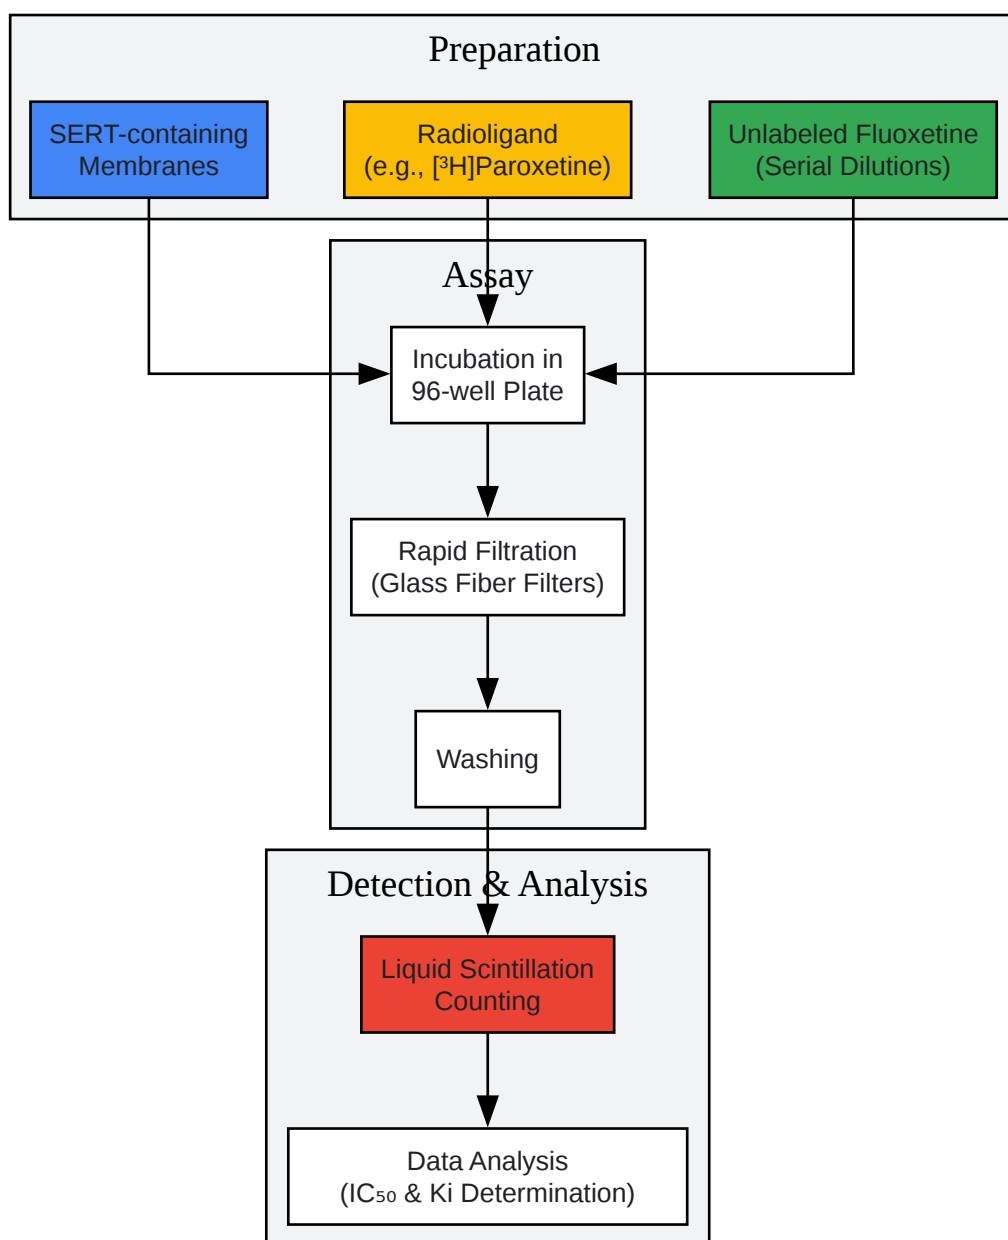 Preparation
SERT-containing
Membranes
Radioligand
(e.g., [³H]Paroxetine)
Unlabeled Fluoxetine
(Serial Dilutions)
Assay
Incubation in
96-well Plate
Rapid Filtration
(Glass Fiber Filters)
Washing
Detection & Analysis
Liquid Scintillation
Counting
Data Analysis
(IC₅₀ & Ki Determination)